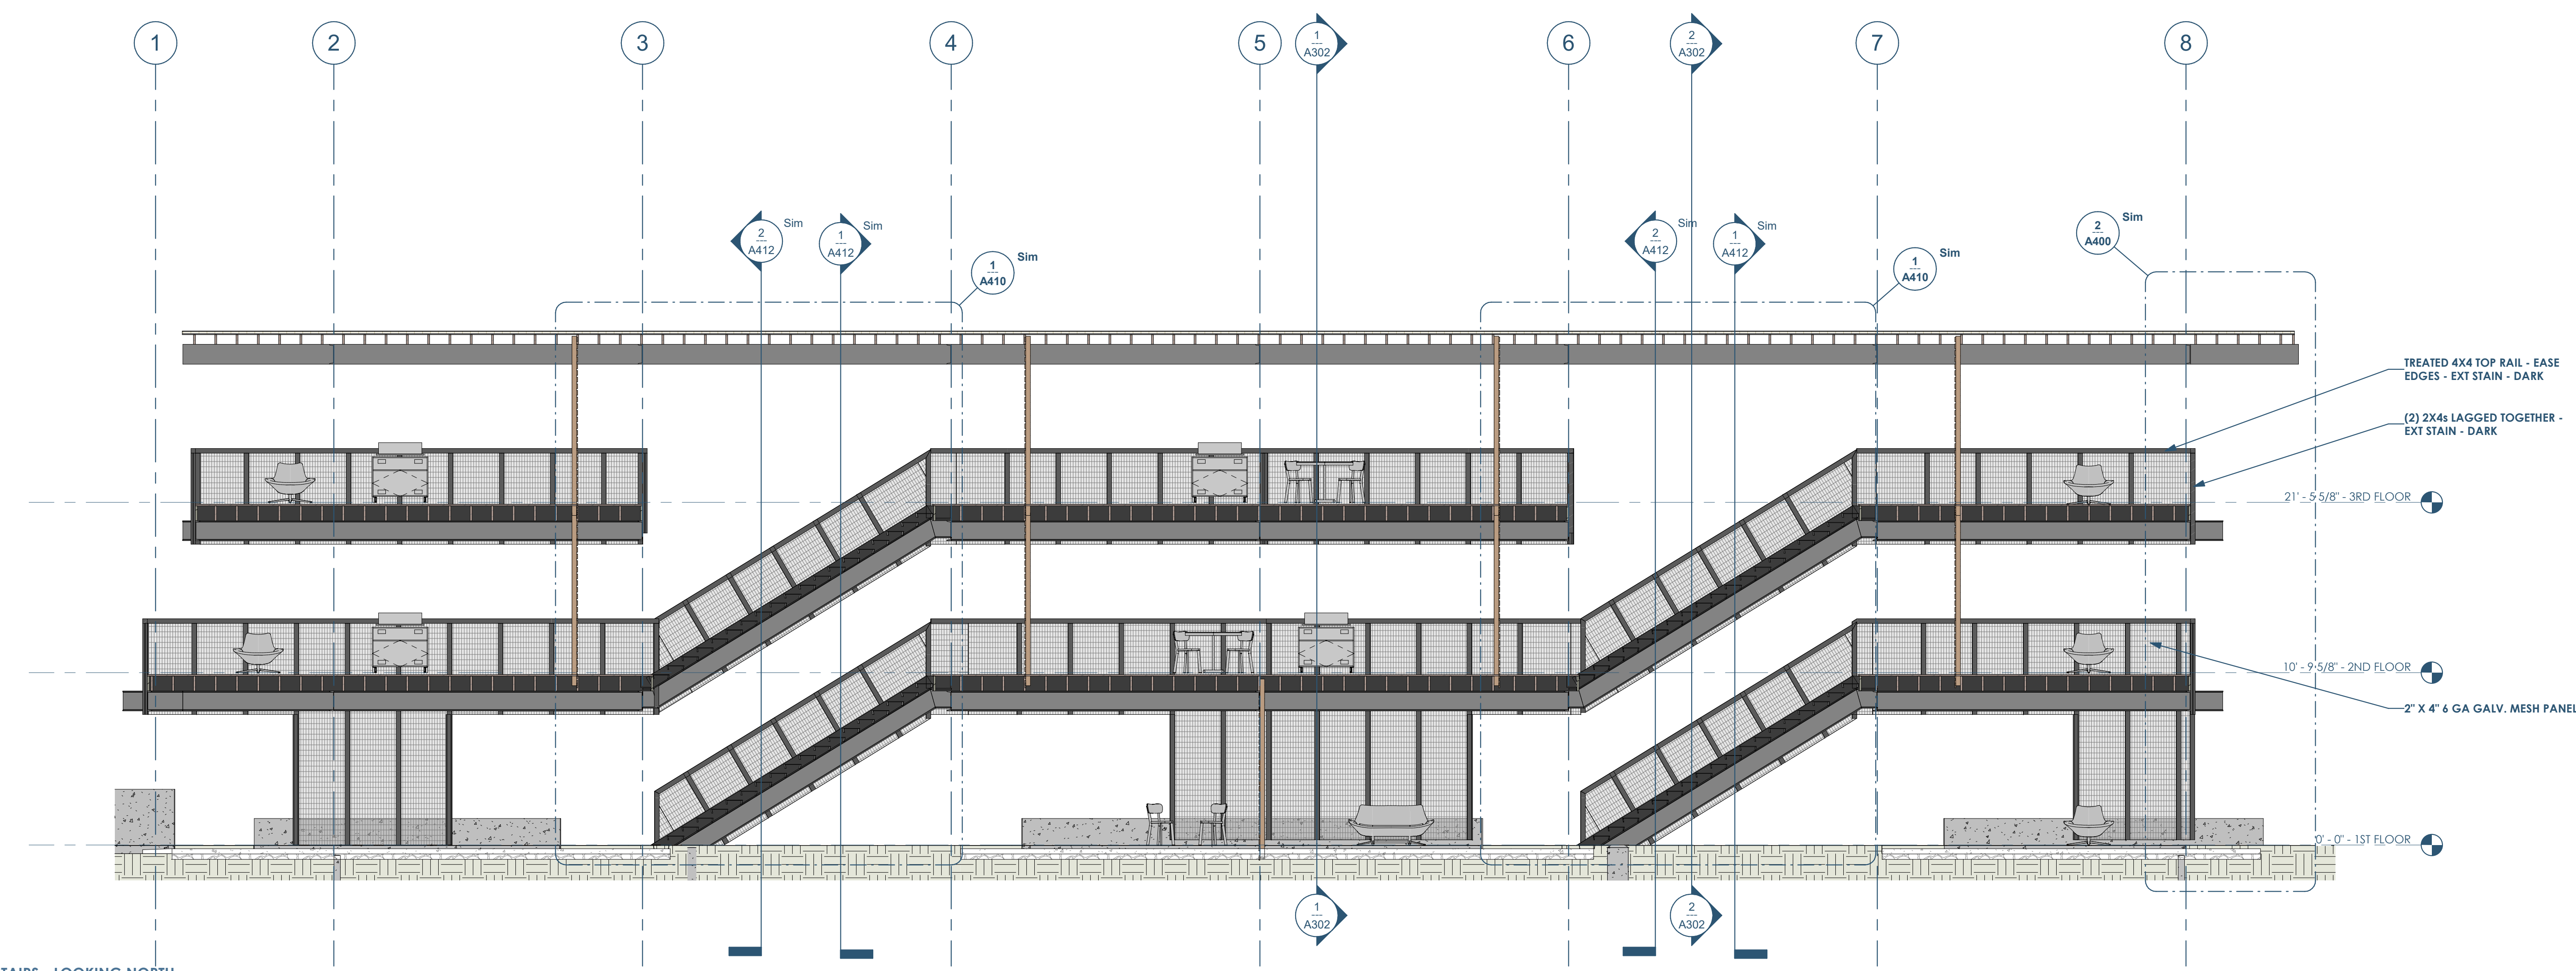 1
2
3
4
5
1
---
A302
6
2
---
A302
7
8
2
---
A412
Sim
1
---
A412
Sim
1
---
A410
Sim
2
---
A412
Sim
1
---
A412
Sim
1
---
A410
Sim
2
---
A400
Sim
TREATED 4X4 TOP RAIL - EASE
EDGES - EXT STAIN - DARK
(2) 2X4s LAGGED TOGETHER -
EXT STAIN - DARK
21' - 5 5/8" - 3RD FLOOR
10' - 9 5/8" - 2ND FLOOR
2" X 4" 6 GA GALV. MESH PANEL
0' - 0" - 1ST FLOOR
1
---
A302
2
---
A302
LOOKING NORTH